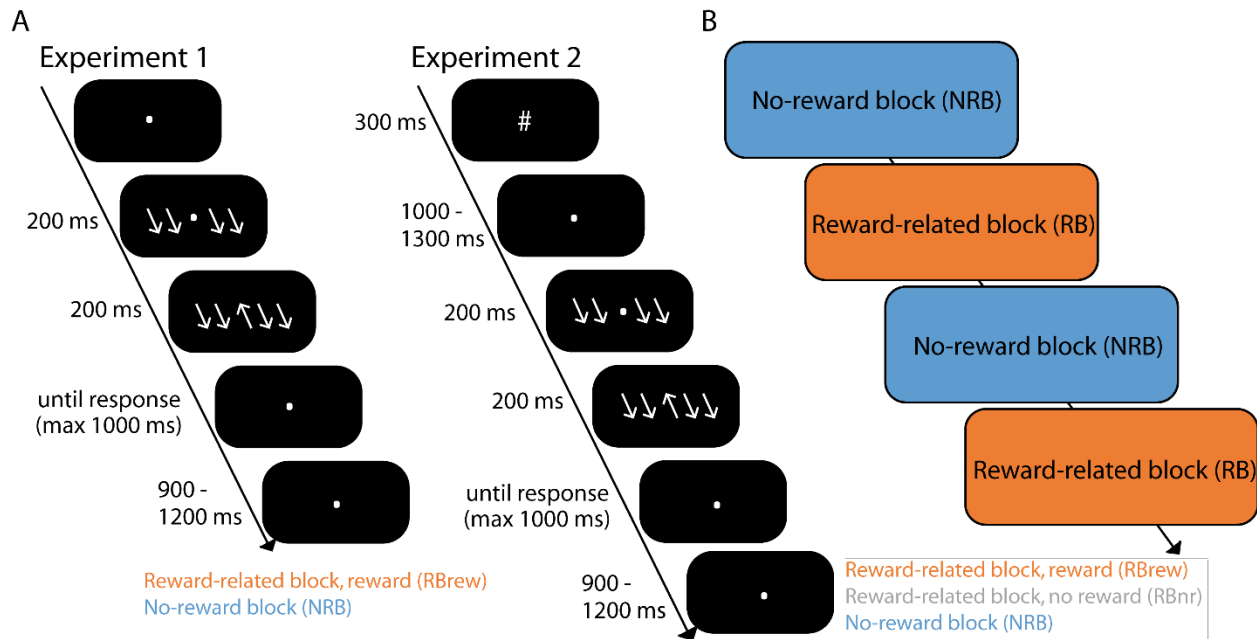 A
Experiment 1
200 ms
200 ms
until response
(max 1000 ms)
900 -
1200 ms
Reward-related block, reward (RBrew)
No-reward block (NRB)
Experiment 2
300 ms
#
1000 -
1300 ms
200 ms
200 ms
until response
(max 1000 ms)
900 -
1200 ms
Reward-related block, reward (RBrew)
Reward-related block, no reward (RBnr)
No-reward block (NRB)
B
No-reward block (NRB)
Reward-related block (RB)
No-reward block (NRB)
Reward-related block (RB)